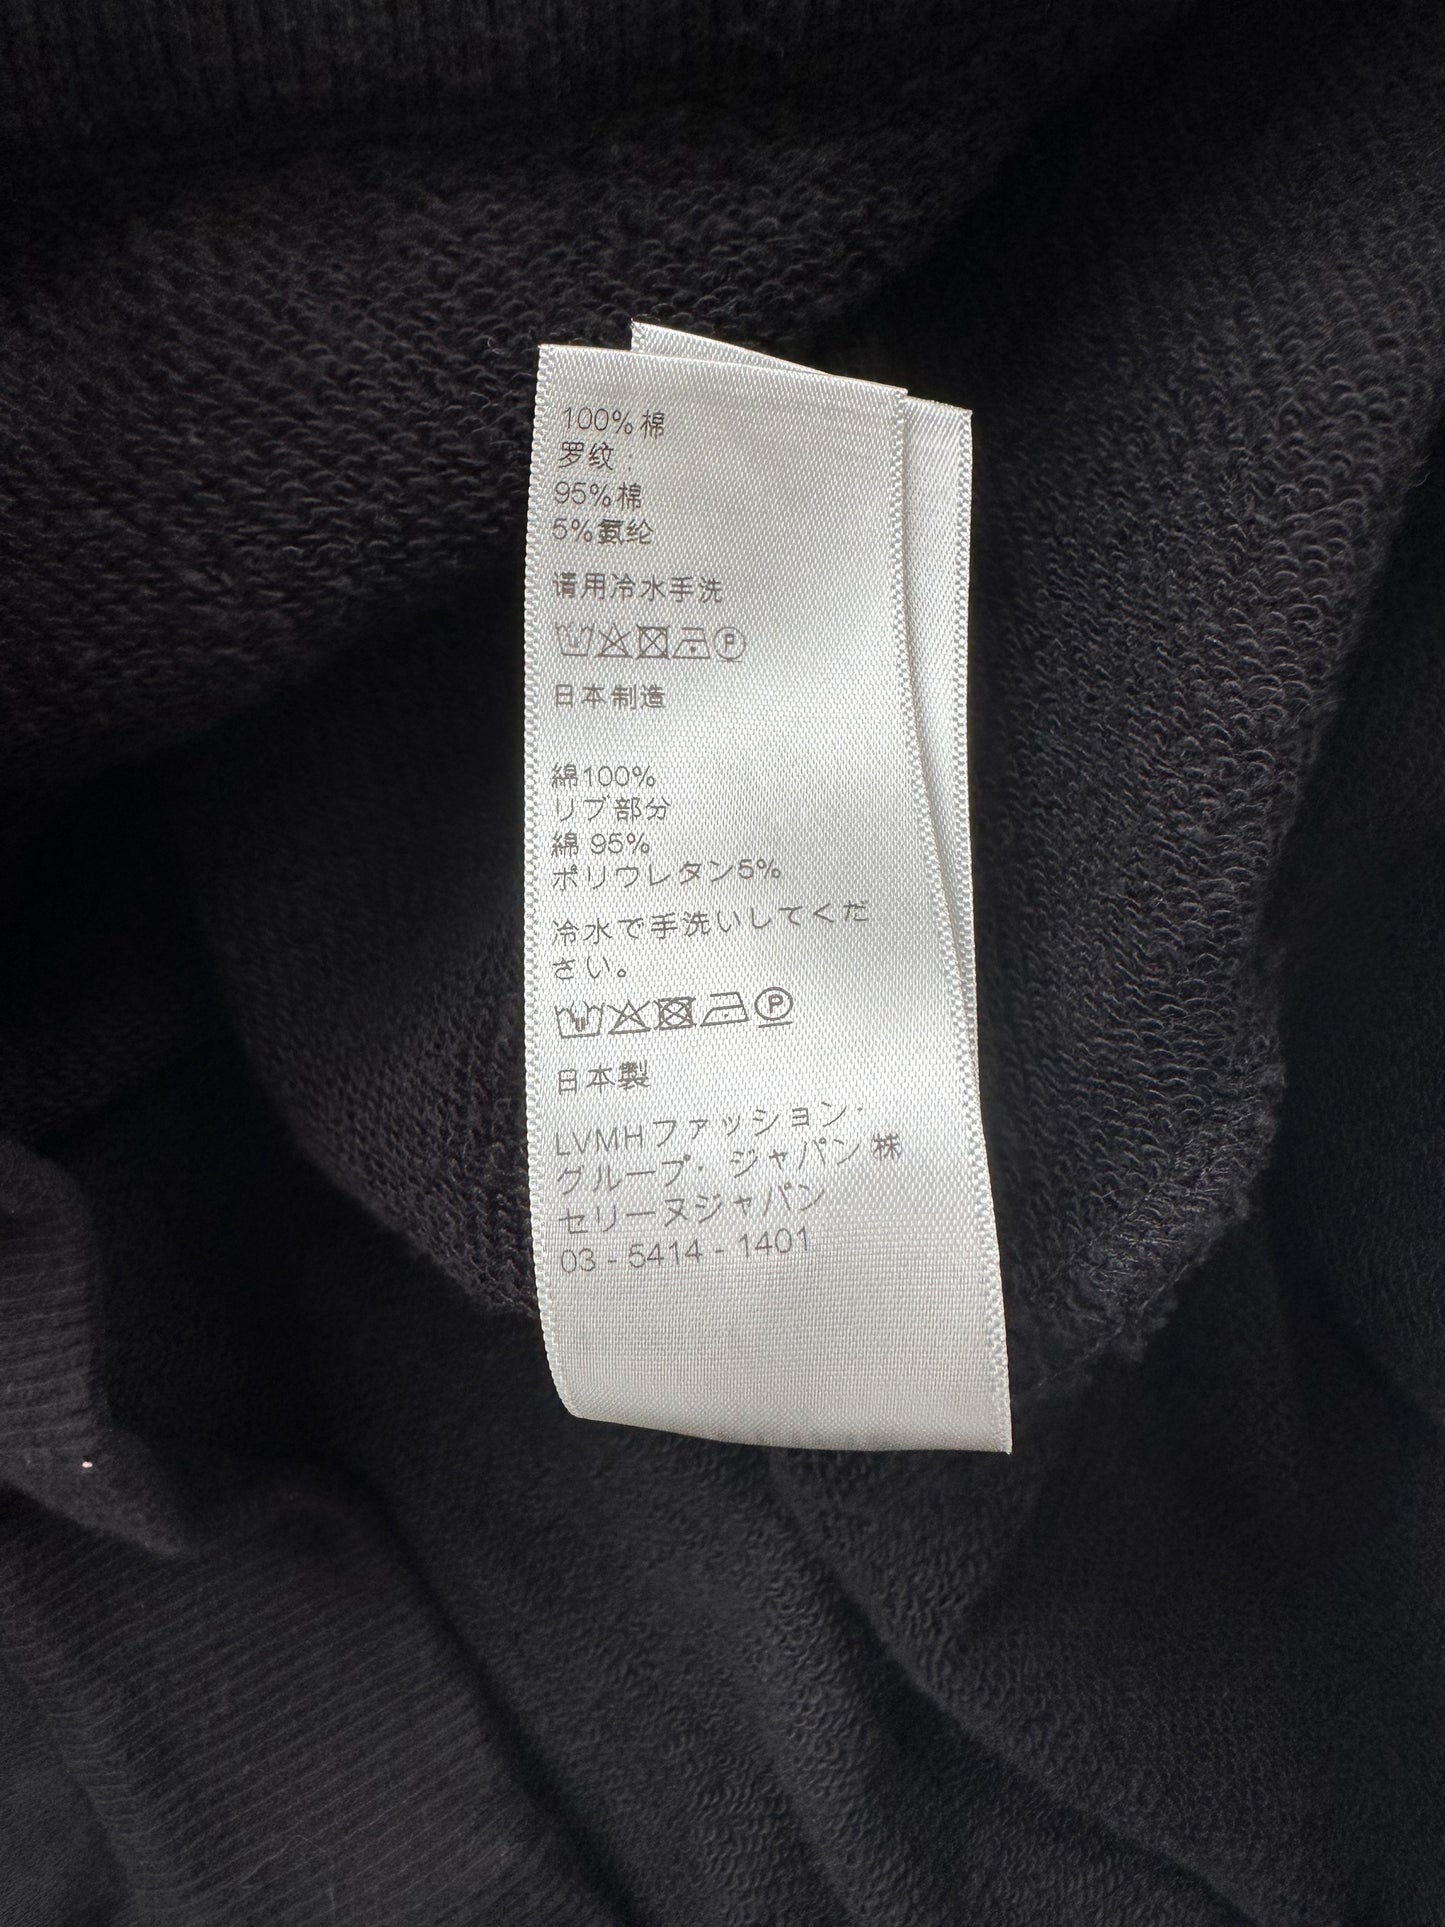 100% 棉
罗纹：
95% 棉
5% 氨纶
请用冷水手洗
P
日本制造
綿100%
リブ部分
綿 95%
ポリウレタン5%
冷水で手洗いしてくだ
さい。
P
日本製
LVMHファッション・
グループ・ジャパン㈱
セリーヌジャパン
03 - 5414 - 1401